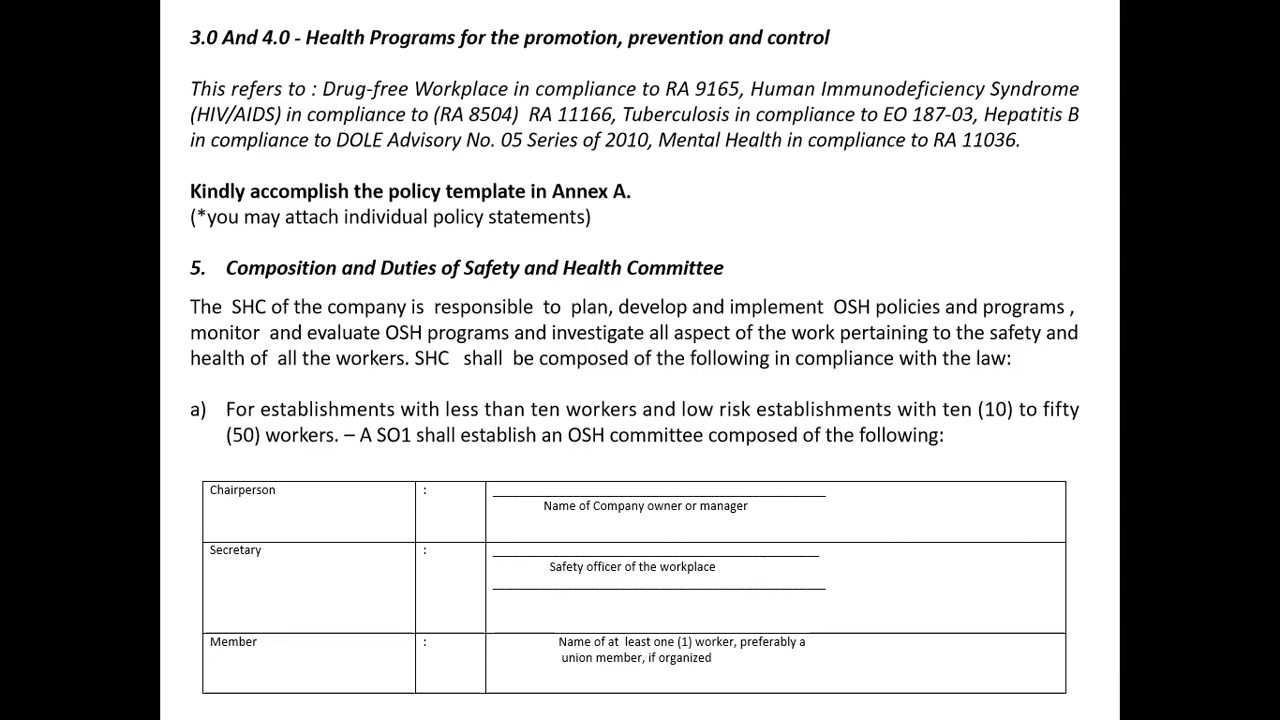 3.0 And 4.0 - Health Programs for the promotion, prevention and control
This refers to : Drug-free Workplace in compliance to RA 9165, Human Immunodeficiency Syndrome
(HIV/AIDS) in compliance to (RA 8504) RA 11166, Tuberculosis in compliance to EO 187-03, Hepatitis B
in compliance to DOLE Advisory No. 05 Series of 2010, Mental Health in compliance to RA 11036.
Kindly accomplish the policy template in Annex A.
(*you may attach individual policy statements)
5. Composition and Duties of Safety and Health Committee
The SHC of the company is responsible to plan, develop and implement OSH policies and programs ,
monitor and evaluate OSH programs and investigate all aspect of the work pertaining to the safety and
health of all the workers. SHC shall be composed of the following in compliance with the law:
a) For establishments with less than ten workers and low risk establishments with ten (10) to fifty
(50) workers. – A SO1 shall establish an OSH committee composed of the following:
Chairperson :
Name of Company owner or manager
Secretary :
Safety officer of the workplace
Member : Name of at least one (1) worker, preferably a
union member, if organized